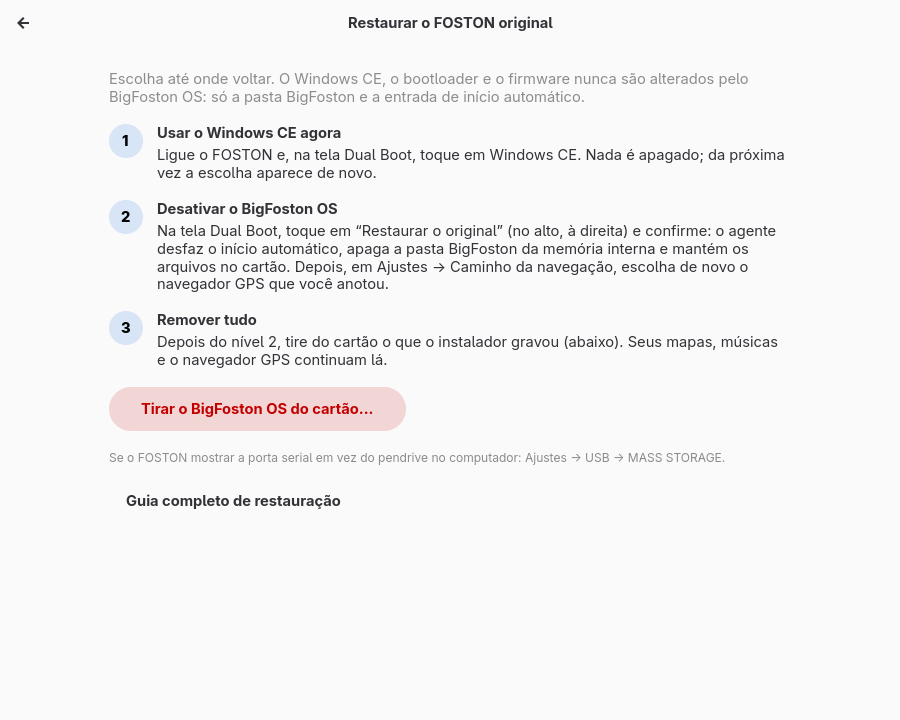 Restaurar o FOSTON original
Escolha até onde voltar. O Windows CE, o bootloader e o firmware nunca são alterados pelo
BigFoston OS: só a pasta BigFoston e a entrada de início automático.
1
Usar o Windows CE agora
Ligue o FOSTON e, na tela Dual Boot, toque em Windows CE. Nada é apagado; da próxima
vez a escolha aparece de novo.
2
Desativar o BigFoston OS
Na tela Dual Boot, toque em “Restaurar o original” (no alto, à direita) e confirme: o agente
desfaz o início automático, apaga a pasta BigFoston da memória interna e mantém os
arquivos no cartão. Depois, em Ajustes → Caminho da navegação, escolha de novo o
navegador GPS que você anotou.
3
Remover tudo
Depois do nível 2, tire do cartão o que o instalador gravou (abaixo). Seus mapas, músicas
e o navegador GPS continuam lá.
Tirar o BigFoston OS do cartão...
Se o FOSTON mostrar a porta serial em vez do pendrive no computador: Ajustes → USB → MASS STORAGE.
Guia completo de restauração